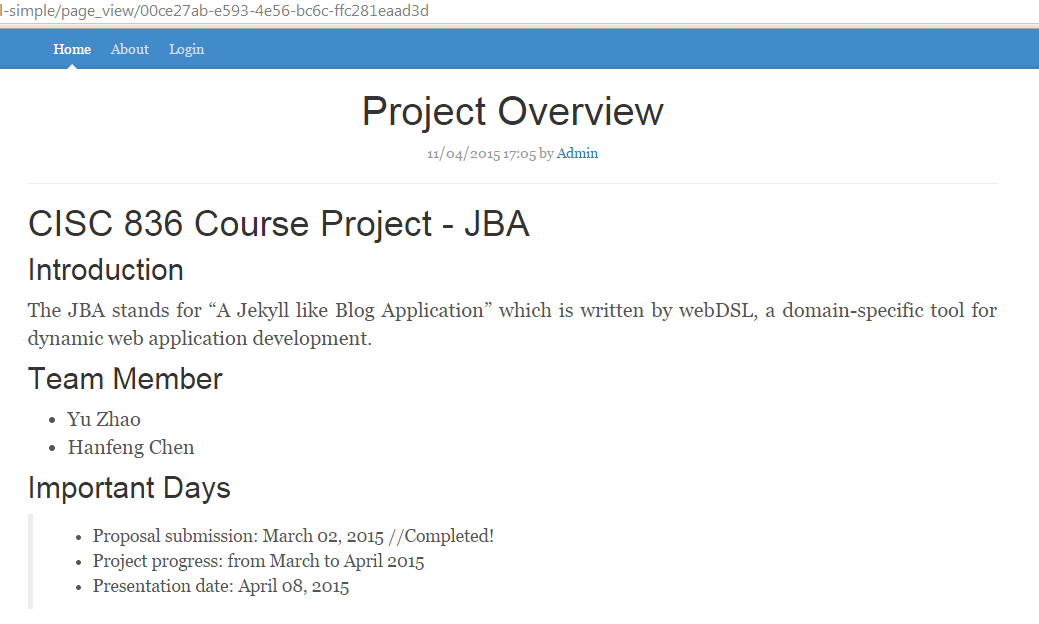 l-simple/page_view/00ce27ab-e593-4e56-bc6c-ffc281eaad3d
Home About Login
Project Overview
11/04/2015 17:05 by Admin
CISC 836 Course Project - JBA
Introduction
The JBA stands for “A Jekyll like Blog Application” which is written by webDSL, a domain-specific tool for
dynamic web application development.
Team Member
• Yu Zhao
• Hanfeng Chen
Important Days
• Proposal submission: March 02, 2015 //Completed!
• Project progress: from March to April 2015
• Presentation date: April 08, 2015